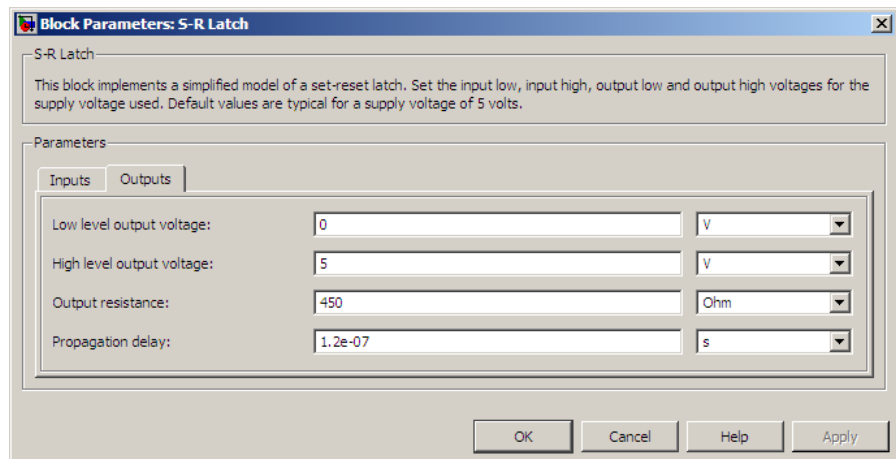 Block Parameters: S-R Latch
S-R Latch
This block implements a simplified model of a set-reset latch. Set the input low, input high, output low and output high voltages for the
supply voltage used. Default values are typical for a supply voltage of 5 volts.
Parameters
Inputs Outputs
Low level output voltage: 0 V
High level output voltage: 5 V
Output resistance: 450 Ohm
Propagation delay: 1.2e-07 s
OK Cancel Help Apply